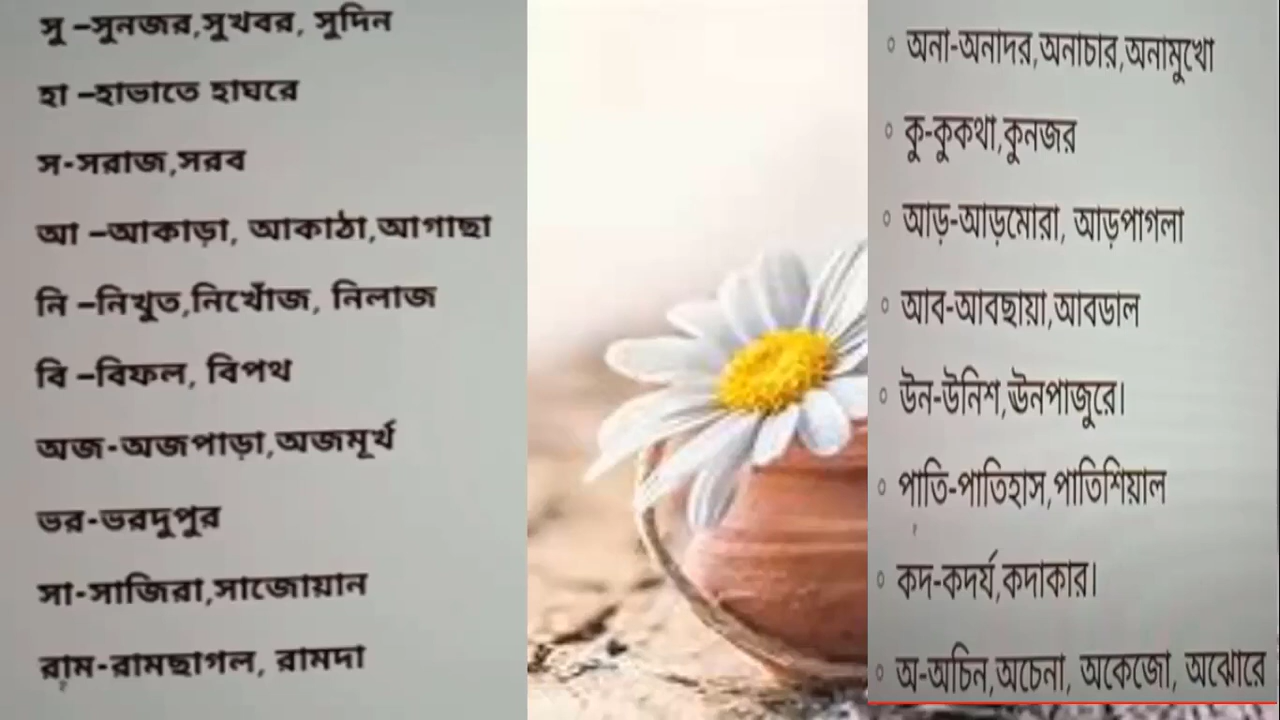 সু –সুনজর,সুখবর, সুদিন
হা –হাভাতে হাঘরে
স-সরাজ,সরব
আ –আকাড়া, আকাঠা,আগাছা
নি –নিখুত,নিখোঁজ, নিলাজ
বি –বিফল, বিপথ
অজ-অজপাড়া,অজমূর্খ
ভর-ভরদুপুর
সা-সাজিরা,সাজোয়ান
রাম-রামছাগল, রামদা
অনা-অনাদর,অনাচার,অনামুখো
কু-কুকথা,কুনজর
আড়-আড়মোরা, আড়পাগলা
আব-আবছায়া,আবডাল
উন-উনিশ,ঊনপাজুরে।
পাতি-পাতিহাস,পাতিশিয়াল
কদ-কদর্য,কদাকার।
অ-অচিন,অচেনা, অকেজো, অঝোরে